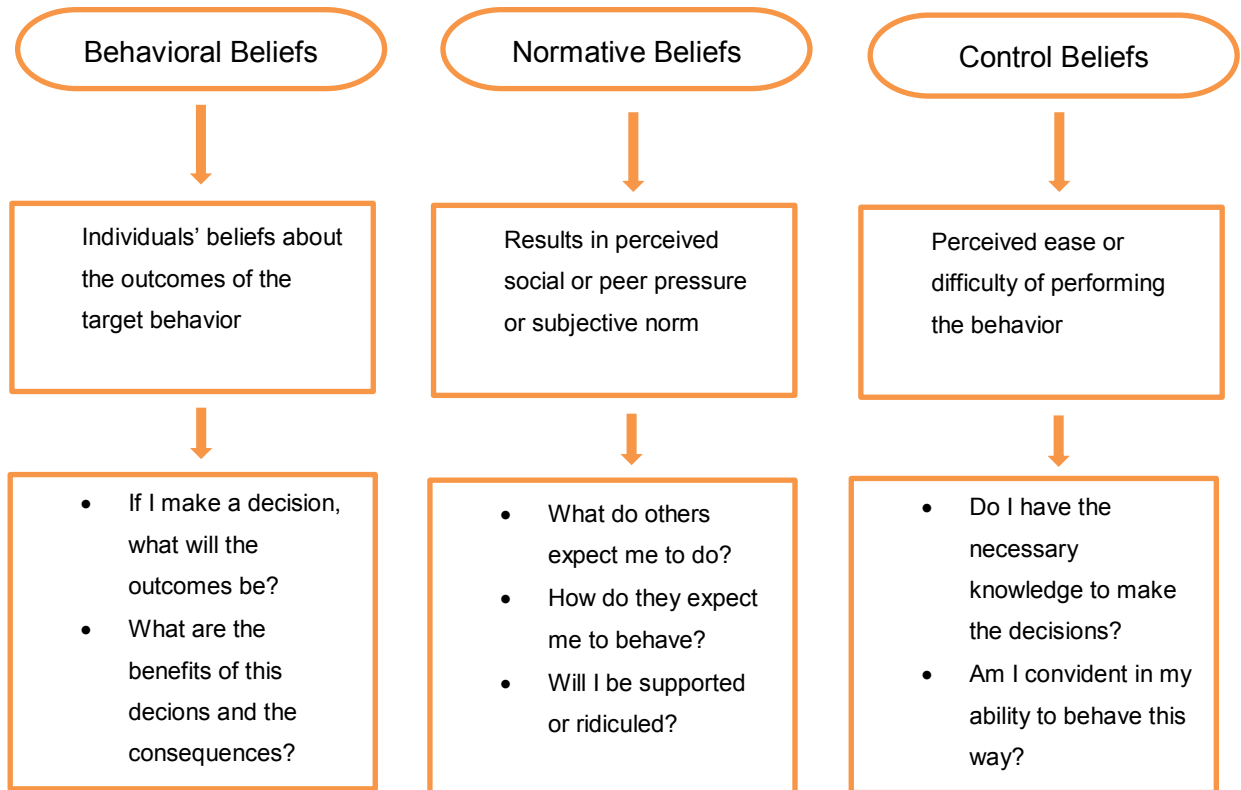 Behavioral Beliefs
Individuals’ beliefs about
the outcomes of the
target behavior
• If I make a decision,
what will the
outcomes be?
• What are the
benefits of this
decions and the
consequences?
Normative Beliefs
Results in perceived
social or peer pressure
or subjective norm
• What do others
expect me to do?
• How do they expect
me to behave?
• Will I be supported
or ridiculed?
Control Beliefs
Perceived ease or
difficulty of performing
the behavior
• Do I have the
necessary
knowledge to make
the decisions?
• Am I convident in my
ability to behave this
way?